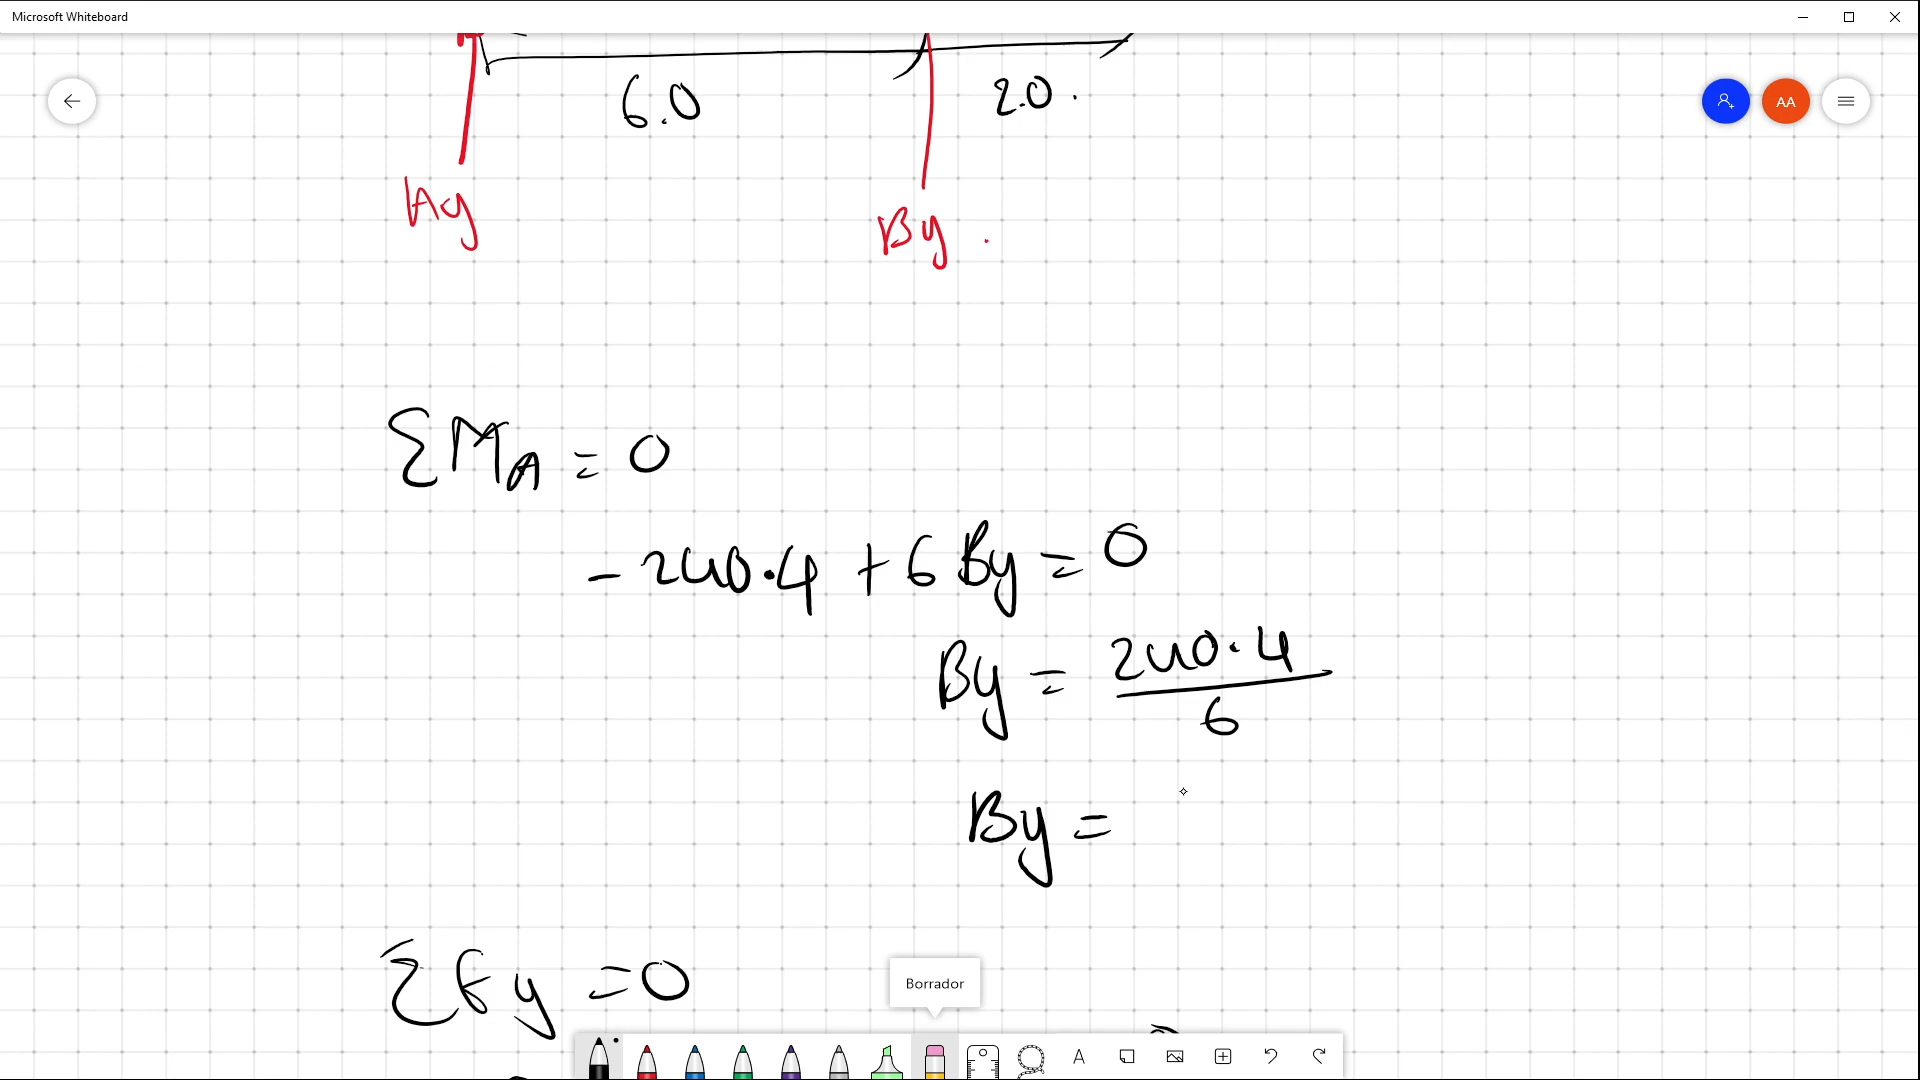 Microsoft Whiteboard
6.0 2.0.
AA
Ay By.
ΣMA = 0
- 240·4 + 6By = 0
By = 240·4 / 6
By =
ΣFy = 0
Borrador
A